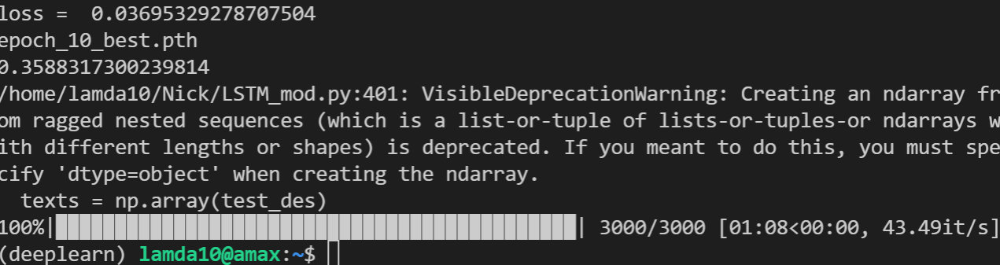 loss =  0.03695329278707504
epoch_10_best.pth
0.3588317300239814
/home/lamda10/Nick/LSTM_mod.py:401: VisibleDeprecationWarning: Creating an ndarray fr
om ragged nested sequences (which is a list-or-tuple of lists-or-tuples-or ndarrays w
ith different lengths or shapes) is deprecated. If you meant to do this, you must spe
cify 'dtype=object' when creating the ndarray.
  texts = np.array(test_des)
100%|██████████████████████████████████████████| 3000/3000 [01:08<00:00, 43.49it/s]
(deeplearn) lamda10@amax:~$